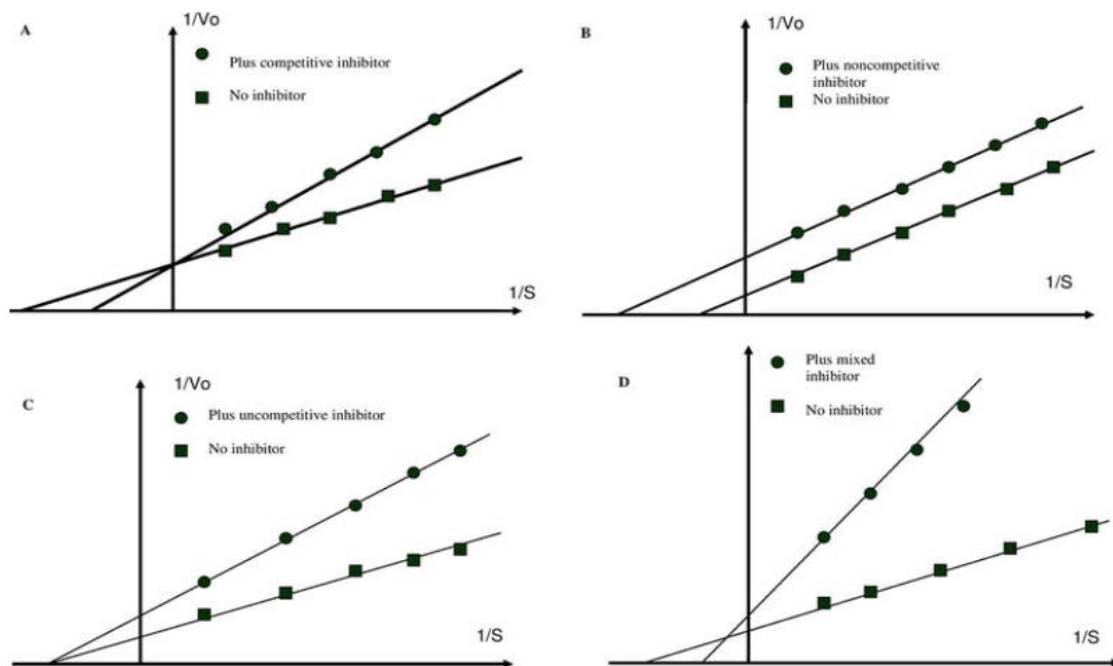 A
1/Vo
Plus competitive inhibitor
No inhibitor
1/S
B
1/Vo
Plus noncompetitive
inhibitor
No inhibitor
1/S
C
1/Vo
Plus uncompetitive inhibitor
No inhibitor
1/S
D
Plus mixed
inhibitor
No inhibitor
1/S